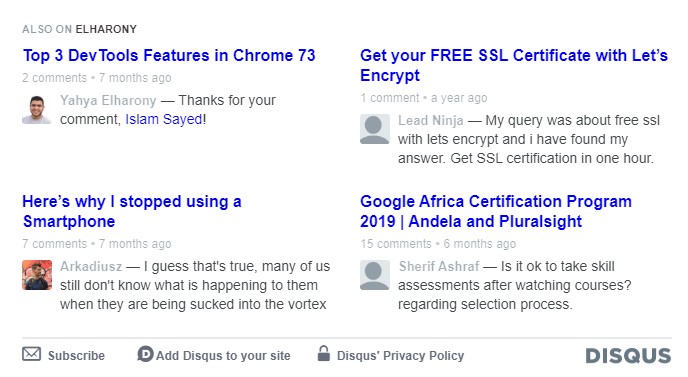 ALSO ON ELHARONY
Top 3 DevTools Features in Chrome 73
2 comments • 7 months ago
Yahya Elharony — Thanks for your
comment, Islam Sayed!
Get your FREE SSL Certificate with Let's
Encrypt
1 comment • a year ago
Lead Ninja — My query was about free ssl
with lets encrypt and i have found my
answer. Get SSL certification in one hour.
Here's why I stopped using a
Smartphone
7 comments • 7 months ago
Arkadiusz — I guess that's true, many of us
still don't know what is happening to them
when they are being sucked into the vortex
Google Africa Certification Program
2019 | Andela and Pluralsight
15 comments • 6 months ago
Sherif Ashraf — Is it ok to take skill
assessments after watching courses?
regarding selection process.
Subscribe D Add Disqus to your site Disqus' Privacy Policy DISQUS